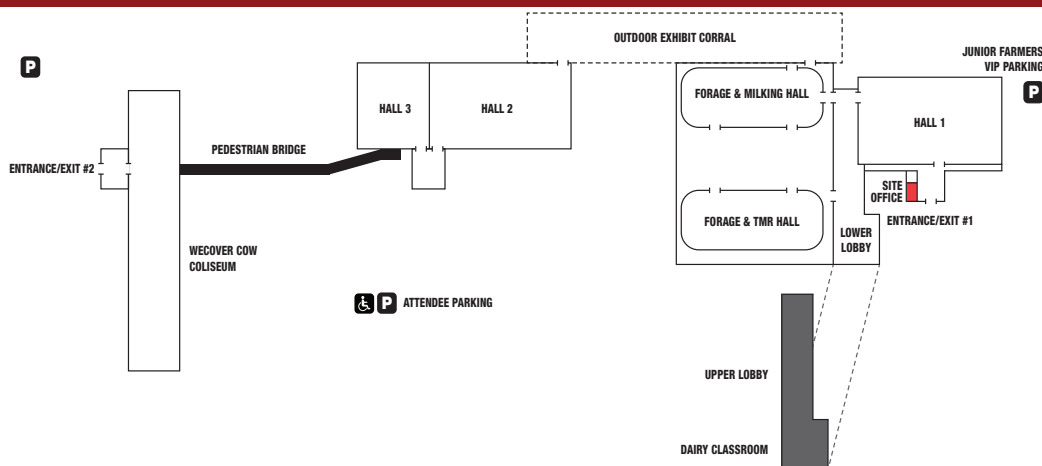 OUTDOOR EXHIBIT CORRAL
JUNIOR FARMERS
VIP PARKING
P
P
FORAGE & MILKING HALL
HALL 3
HALL 2
HALL 1
PEDESTRIAN BRIDGE
ENTRANCE/EXIT #2
SITE
OFFICE
FORAGE & TMR HALL
ENTRANCE/EXIT #1
LOWER
LOBBY
WECOVER COW
COLISEUM
P ATTENDEE PARKING
UPPER LOBBY
DAIRY CLASSROOM